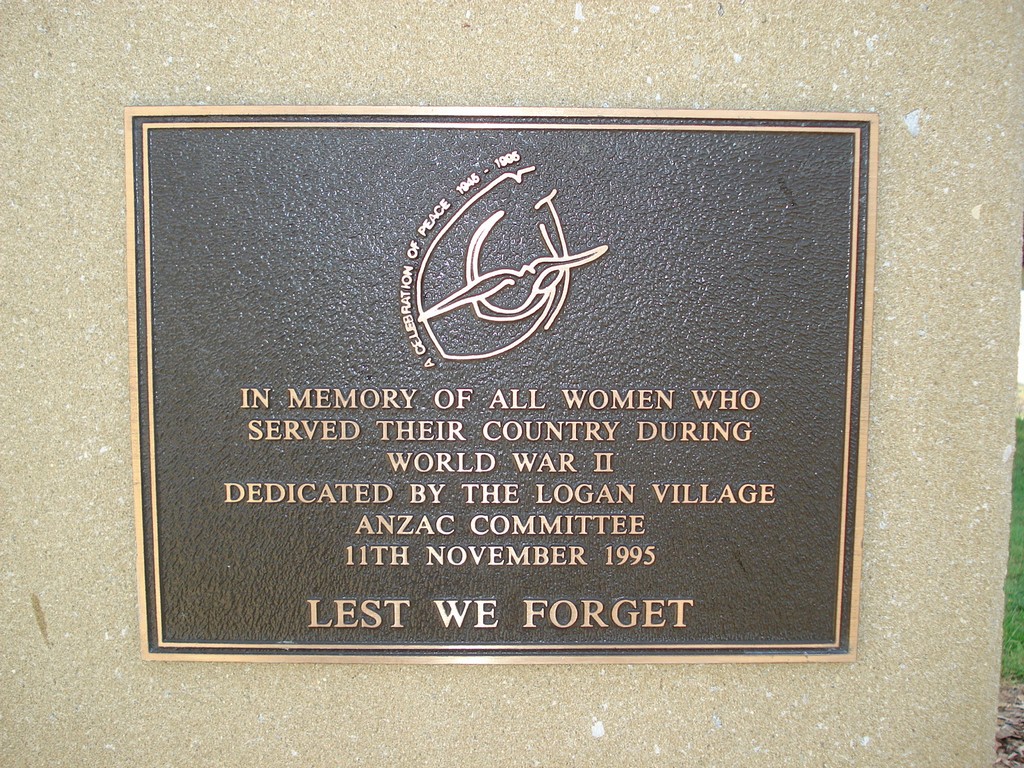 A CELEBRATION OF PEACE 1945 - 1995
IN MEMORY OF ALL WOMEN WHO
SERVED THEIR COUNTRY DURING
WORLD WAR II
DEDICATED BY THE LOGAN VILLAGE
ANZAC COMMITTEE
11TH NOVEMBER 1995
LEST WE FORGET